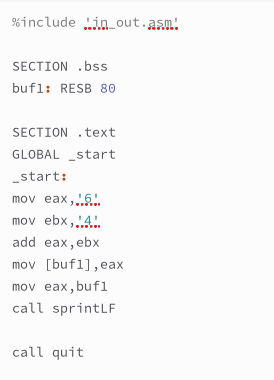 %include 'in_out.asm'
SECTION .bss
buf1: RESB 80
SECTION .text
GLOBAL _start
_start:
mov eax,'6'
mov ebx,'4'
add eax,ebx
mov [buf1],eax
mov eax,buf1
call sprintLF
call quit